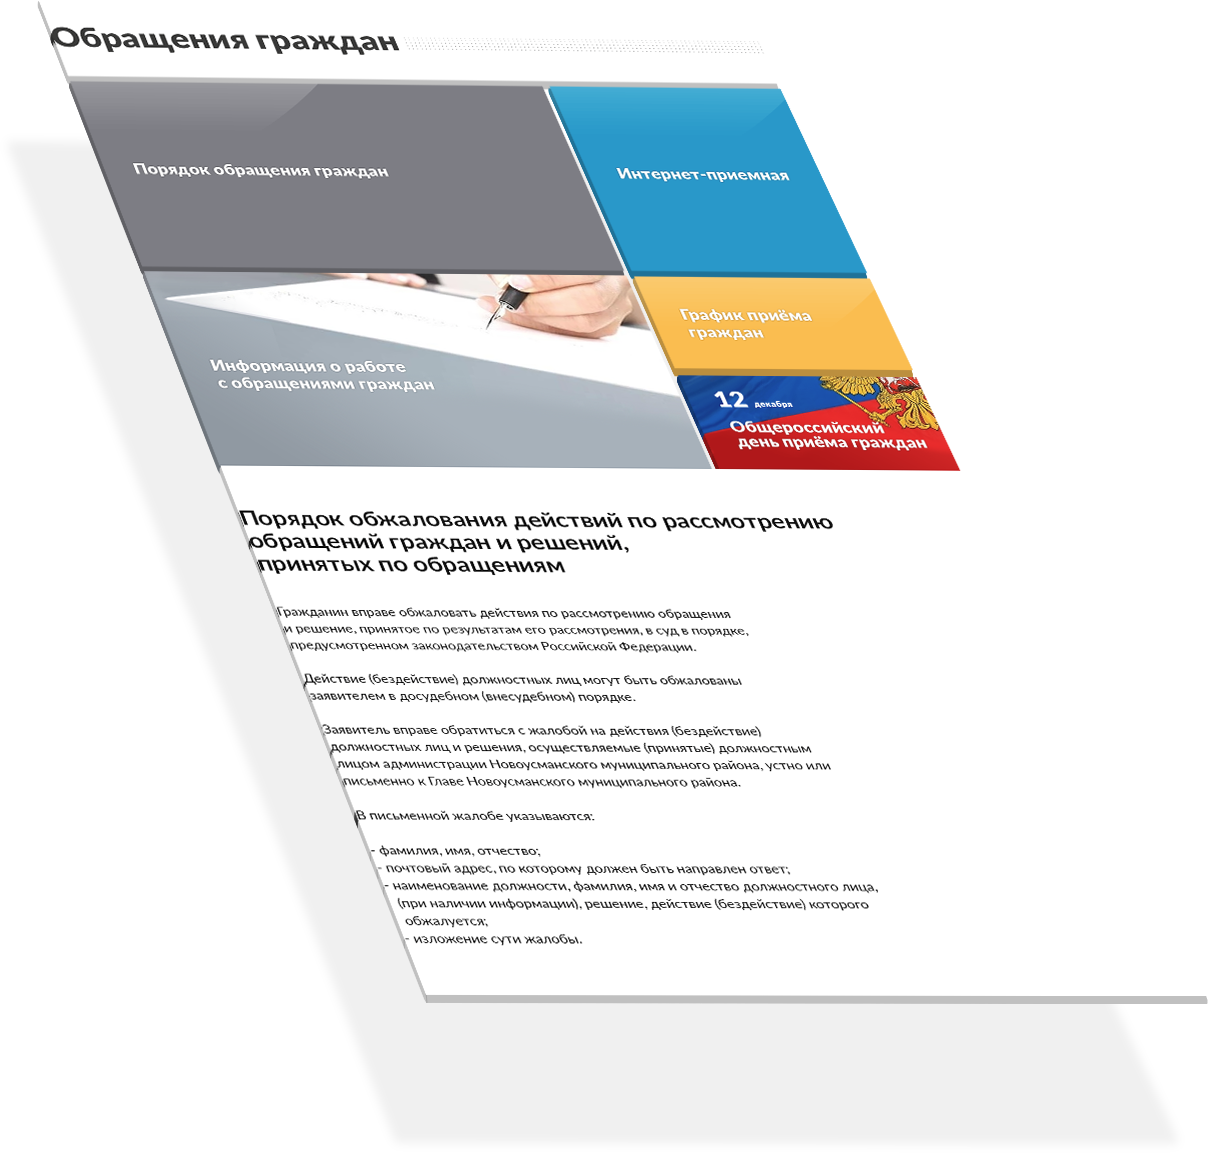 Обращения граждан
Порядок обращения граждан
Интернет-приемная
График приёма
граждан
Информация о работе
с обращениями граждан
12 декабря
Общероссийский
день приёма граждан
Порядок обжалования действий по рассмотрению
обращений граждан и решений,
принятых по обращениям
Гражданин вправе обжаловать действия по рассмотрению обращения
и решение, принятое по результатам его рассмотрения, в суд в порядке,
предусмотренном законодательством Российской Федерации.
Действие (бездействие) должностных лиц могут быть обжалованы
заявителем в досудебном (внесудебном) порядке.
Заявитель вправе обратиться с жалобой на действия (бездействие)
должностных лиц и решения, осуществляемые (принятые) должностным
лицом администрации Новоусманского муниципального района, устно или
письменно к Главе Новоусманского муниципального района.
В письменной жалобе указываются:
- фамилия, имя, отчество;
- почтовый адрес, по которому должен быть направлен ответ;
- наименование должности, фамилия, имя и отчество должностного лица,
(при наличии информации), решение, действие (бездействие) которого
обжалуется;
- изложение сути жалобы.